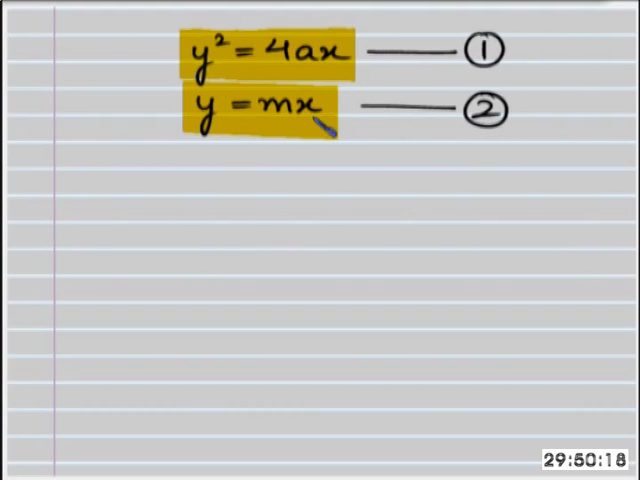 y² = 4ax —— ①
y = mx —— ②
29:50:18